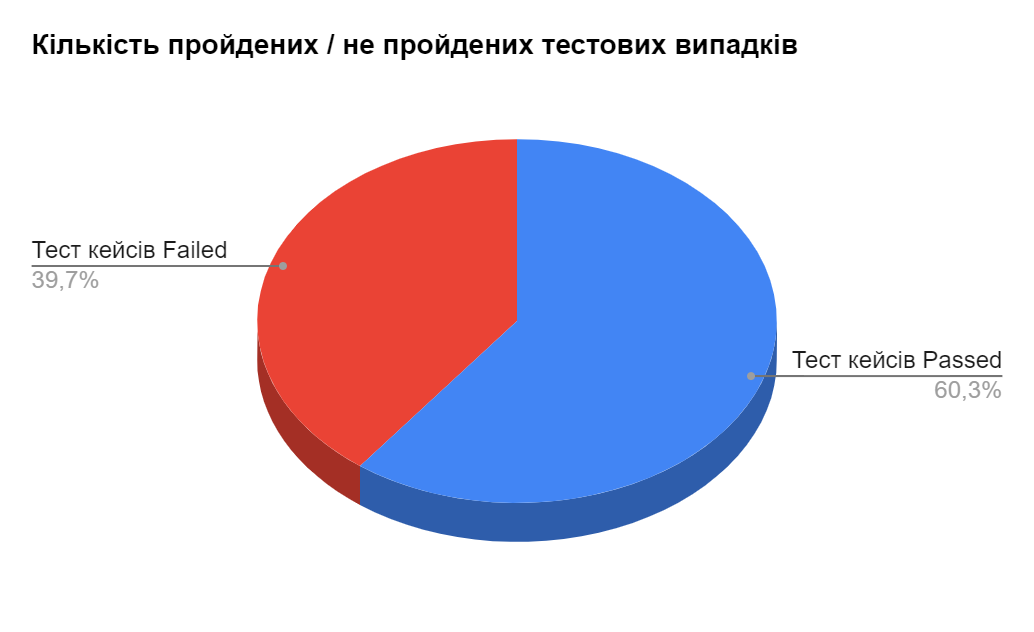 Кількість пройдених / не пройдених тестових випадків
Тест кейсів Failed
39,7%
Тест кейсів Passed
60,3%